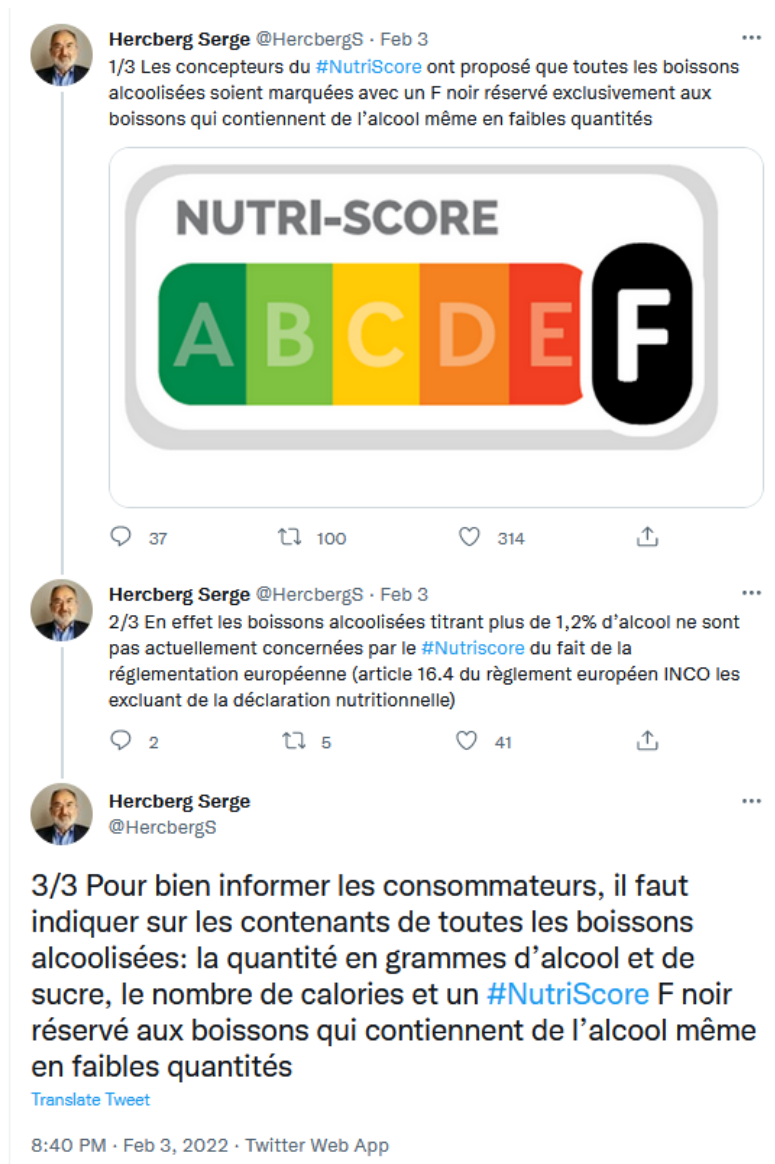 Hercberg Serge @HercbergS · Feb 3
1/3 Les concepteurs du #NutriScore ont proposé que toutes les boissons
alcoolisées soient marquées avec un F noir réservé exclusivement aux
boissons qui contiennent de l'alcool même en faibles quantités
NUTRI-SCORE
A B C D E F
37 100 314
Hercberg Serge @HercbergS · Feb 3
2/3 En effet les boissons alcoolisées titrant plus de 1,2% d'alcool ne sont
pas actuellement concernées par le #Nutriscore du fait de la
réglementation européenne (article 16.4 du règlement européen INCO les
excluant de la déclaration nutritionnelle)
2 5 41
Hercberg Serge
@HercbergS
3/3 Pour bien informer les consommateurs, il faut
indiquer sur les contenants de toutes les boissons
alcoolisées: la quantité en grammes d'alcool et de
sucre, le nombre de calories et un #NutriScore F noir
réservé aux boissons qui contiennent de l'alcool même
en faibles quantités
Translate Tweet
8:40 PM · Feb 3, 2022 · Twitter Web App